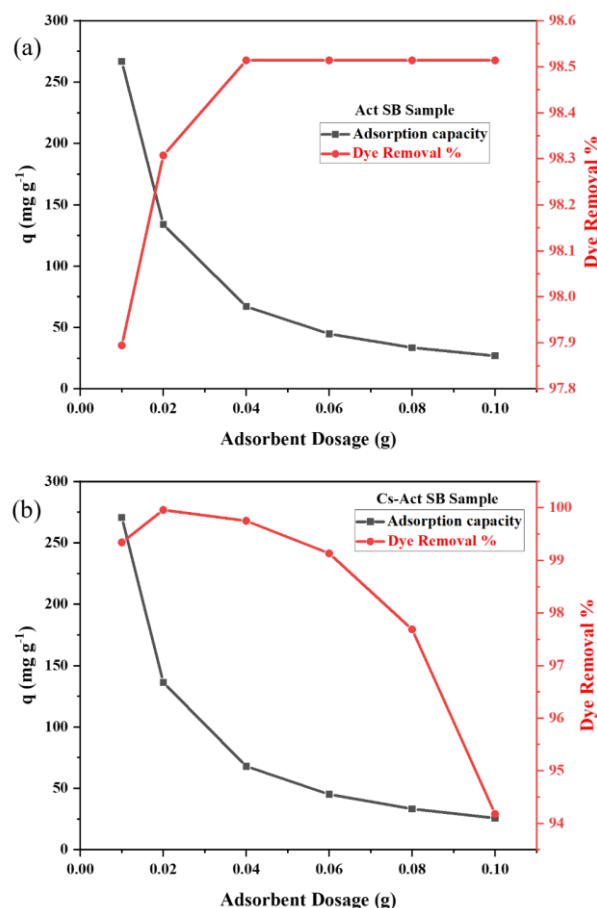 (a)
300
250
200
150
100
50
0
q (mg g⁻¹)
Act SB Sample
Adsorption capacity
Dye Removal %
98.6
98.5
98.4
98.3
98.2
98.1
98.0
97.9
97.8
Dye Removal %
0.00 0.02 0.04 0.06 0.08 0.10
Adsorbent Dosage (g)
(b)
300
250
200
150
100
50
0
q (mg g⁻¹)
Cs-Act SB Sample
Adsorption capacity
Dye Removal %
100
99
98
97
96
95
94
Dye Removal %
0.00 0.02 0.04 0.06 0.08 0.10
Adsorbent Dosage (g)